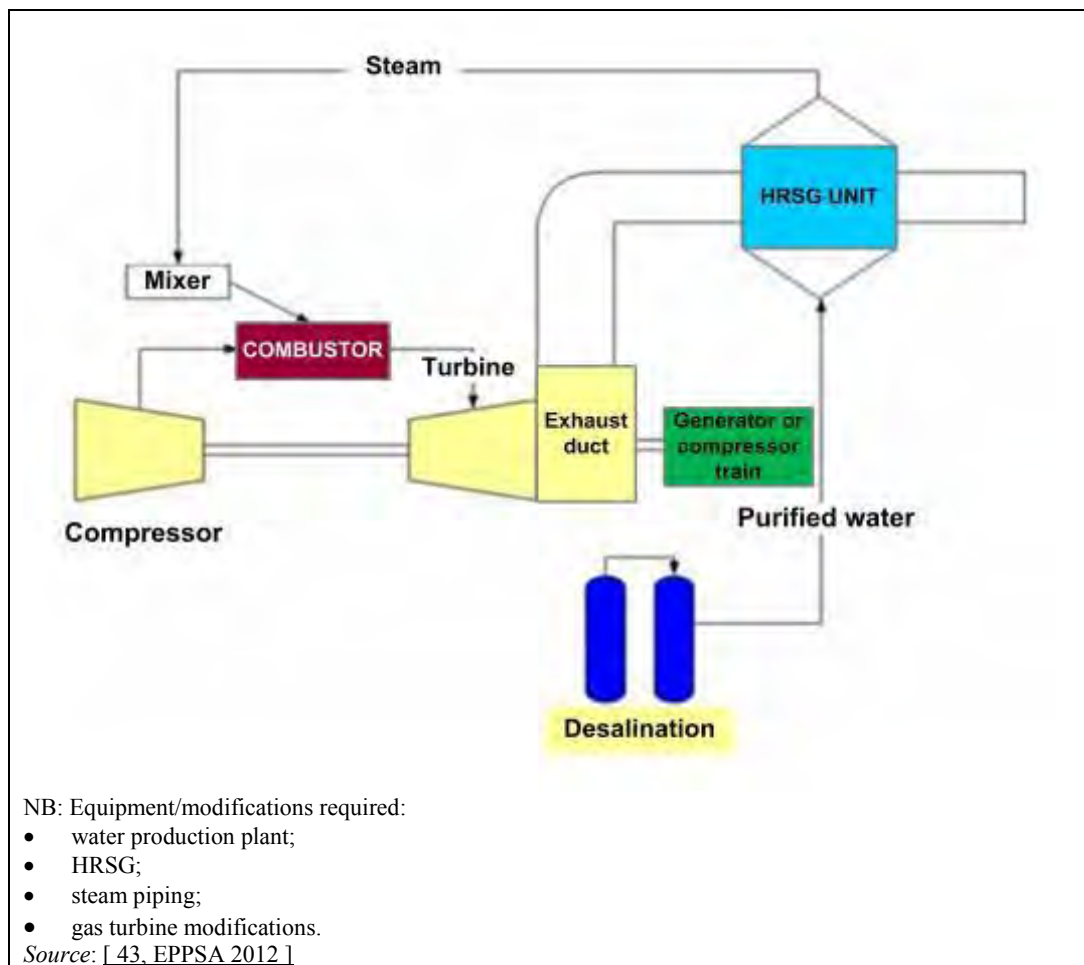 Steam
HRSG UNIT
Mixer
COMBUSTOR
Turbine
Exhaust
duct
Generator or
compressor
train
Compressor
Purified water
Desalination
NB: Equipment/modifications required:
• water production plant;
• HRSG;
• steam piping;
• gas turbine modifications.
Source: [ 43, EPPSA 2012 ]